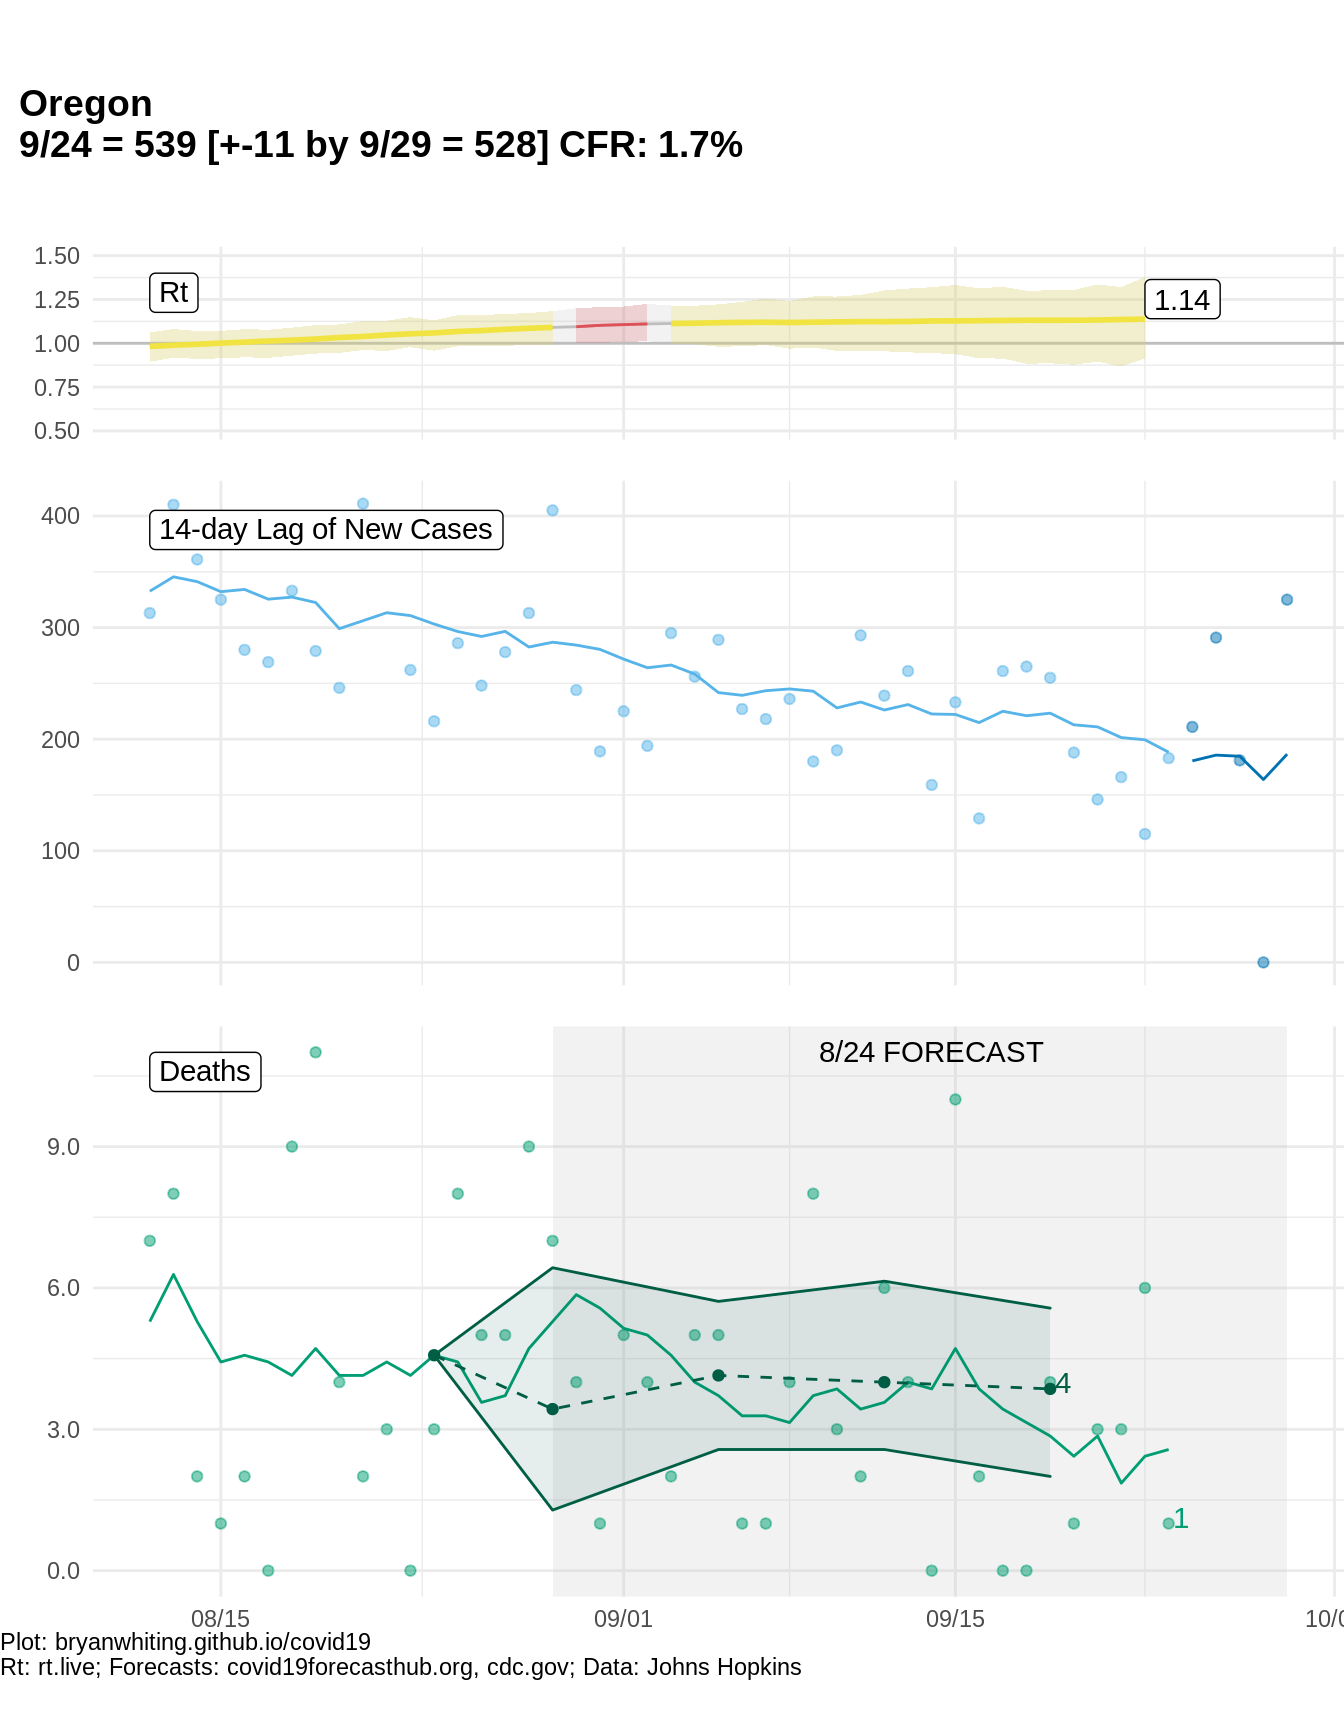 Oregon
9/24 = 539 [+-11 by 9/29 = 528] CFR: 1.7%
1.50
1.25
1.00
0.75
0.50
Rt
1.14
400
300
200
100
0
14-day Lag of New Cases
Deaths
8/24 FORECAST
9.0
6.0
3.0
0.0
4
1
08/15
09/01
09/15
10/0
Plot: bryanwhiting.github.io/covid19
Rt: rt.live; Forecasts: covid19forecasthub.org, cdc.gov; Data: Johns Hopkins